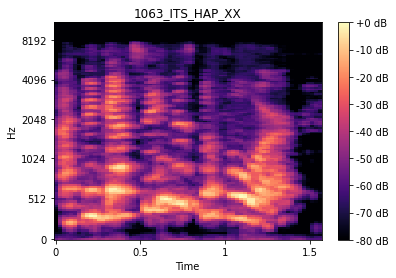 1063_ITS_HAP_XX
8192
4096
2048
1024
512
0
Hz
0
0.5
1
1.5
Time
+0 dB
-10 dB
-20 dB
-30 dB
-40 dB
-50 dB
-60 dB
-70 dB
-80 dB